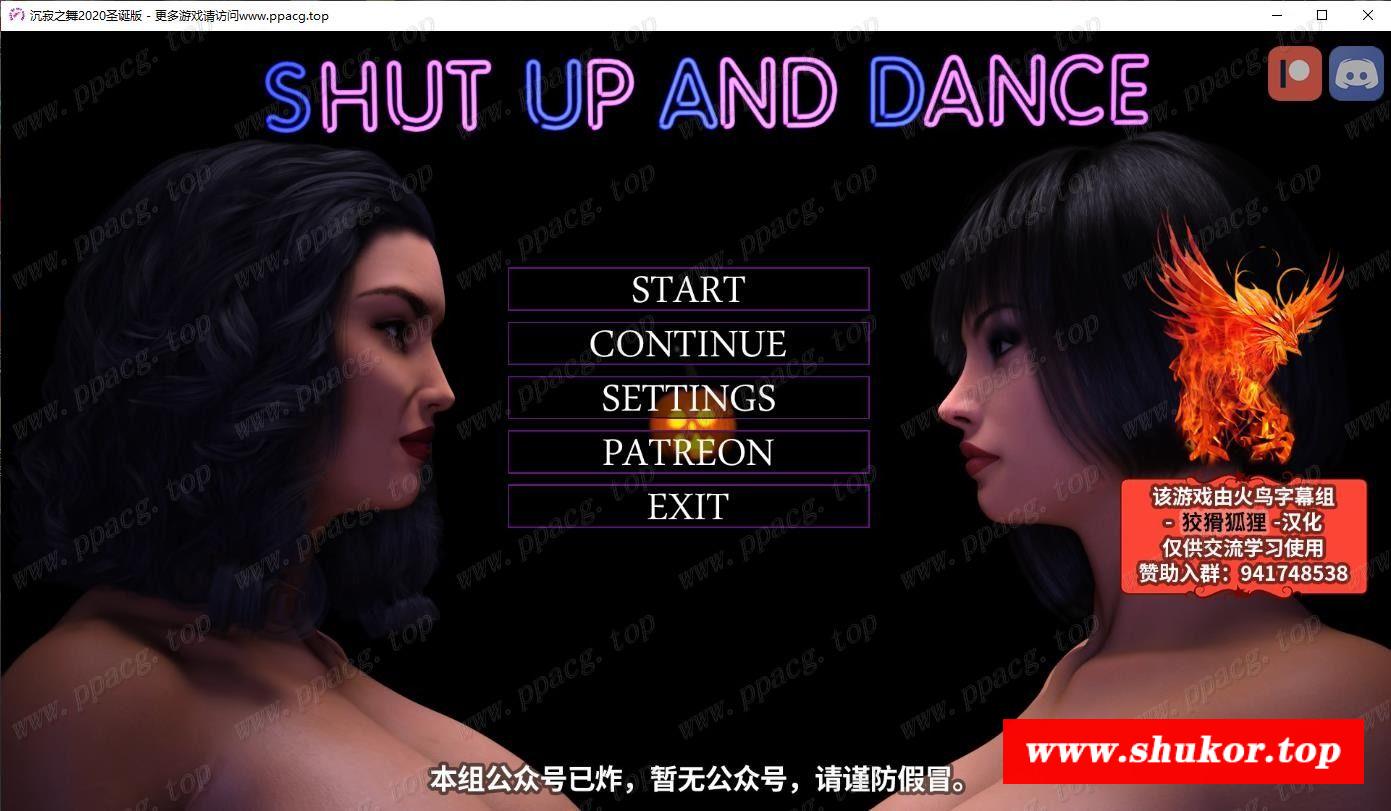 沉寂之舞2020圣诞版 - 更多游戏请访问www.ppacg.top
SHUT UP AND DANCE
START
CONTINUE
SETTINGS
PATREON
EXIT
该游戏由火鸟字幕组
- 狡猾狐狸 -汉化
仅供交流学习使用
赞助入群：941748538
www.shukor.top
本组公众号已炸，暂无公众号，请谨防假冒。
www.ppacg.top